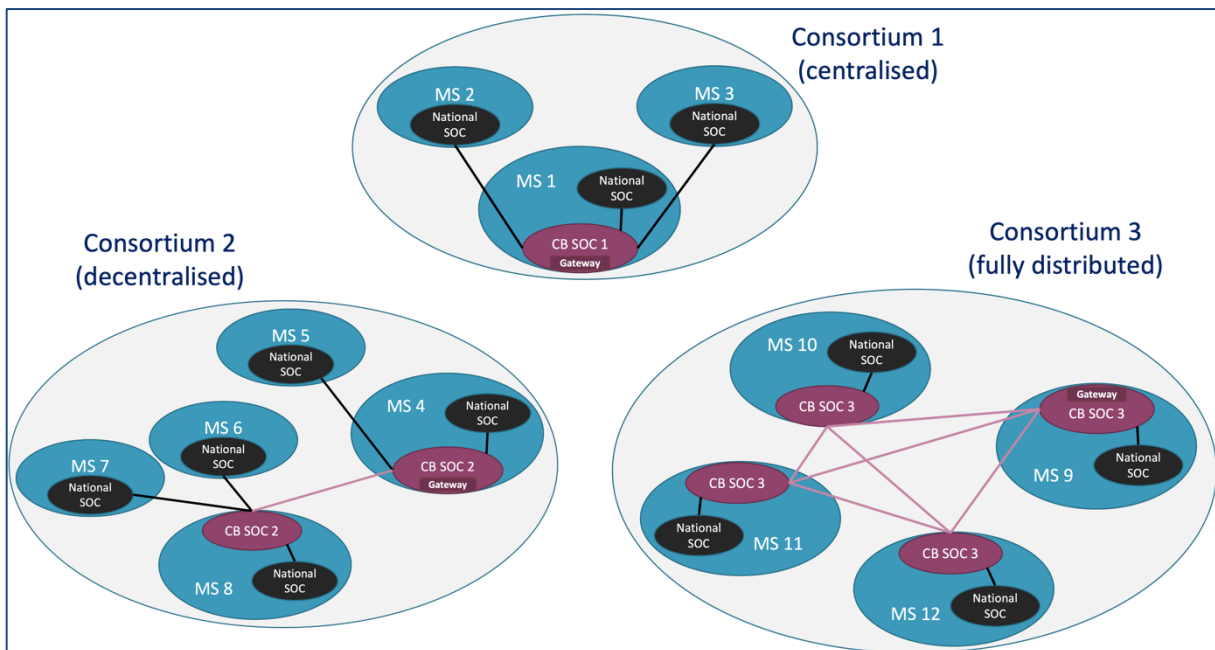 Consortium 1
(centralised)
MS 2
National
SOC
MS 3
National
SOC
MS 1
National
SOC
CB SOC 1
Gateway
Consortium 2
(decentralised)
MS 5
National
SOC
MS 4
National
SOC
CB SOC 2
Gateway
MS 6
National
SOC
MS 7
National
SOC
CB SOC 2
National
SOC
MS 8
Consortium 3
(fully distributed)
MS 10
National
SOC
CB SOC 3
Gateway
CB SOC 3
National
SOC
MS 9
CB SOC 3
National
SOC
MS 11
CB SOC 3
National
SOC
MS 12